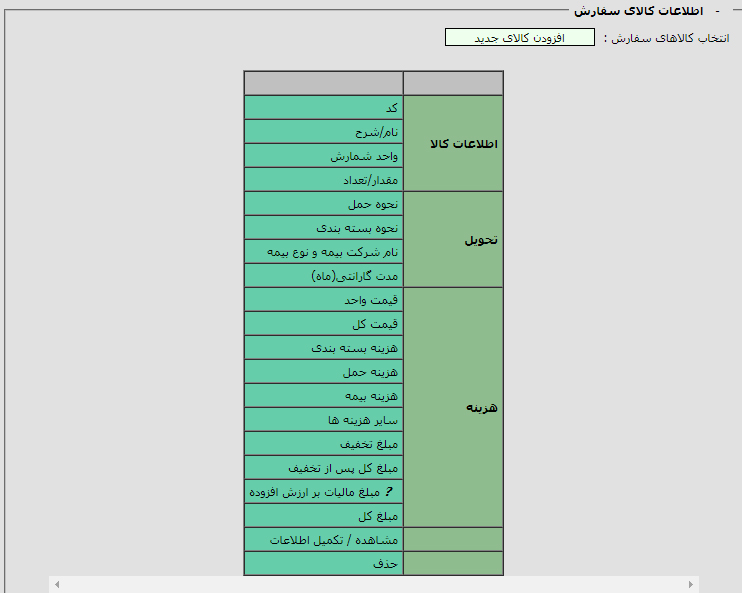 - اطلاعات کالای سفارش
انتخاب کالاهای سفارش : افزودن کالای جدید
اطلاعات کالا
کد
نام/شرح
واحد شمارش
مقدار/تعداد
تحویل
نحوه حمل
نحوه بسته بندی
نام شرکت بیمه و نوع بیمه
مدت گارانتی(ماه)
هزینه
قیمت واحد
قیمت کل
هزینه بسته بندی
هزینه حمل
هزینه بیمه
سایر هزینه ها
مبلغ تخفیف
مبلغ کل پس از تخفیف
? مبلغ مالیات بر ارزش افزوده
مبلغ کل
مشاهده / تکمیل اطلاعات
حذف